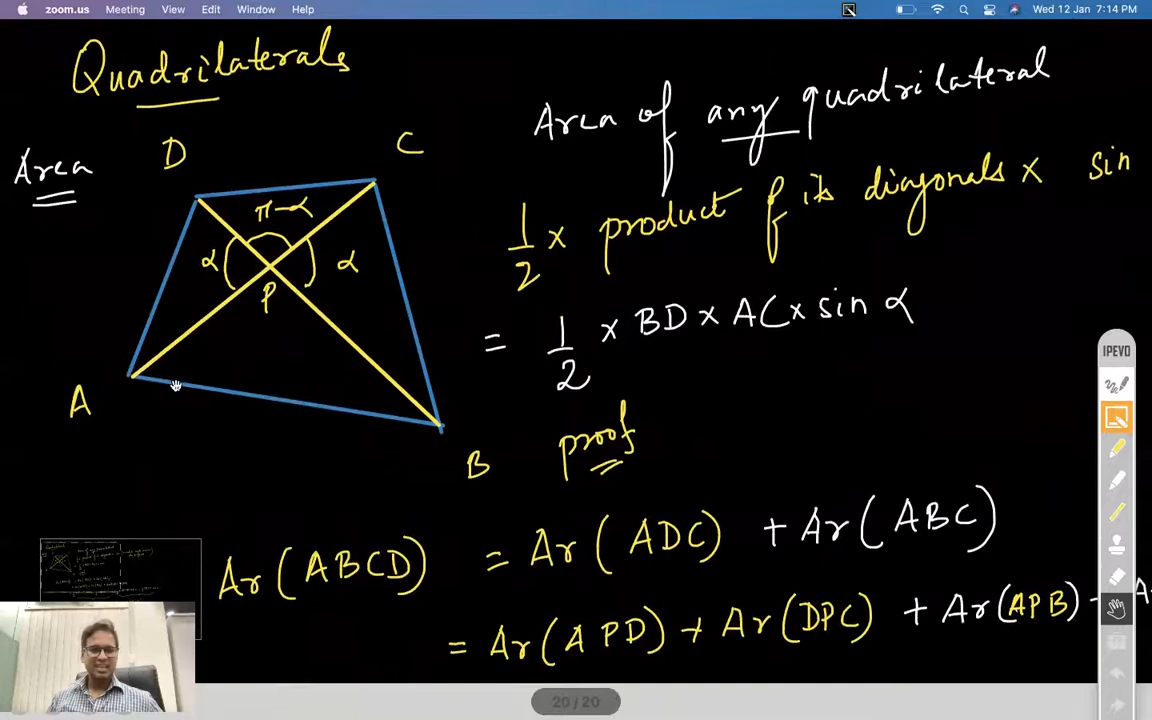 zoom.us Meeting View Edit Window Help Wed 12 Jan 7:14 PM
Quadrilaterals
Area of any quadrilateral
Area
D
C
π-α
α
α
P
A
B
1/2 x product of its diagonals x sin
= 1/2 x BD x AC x sin α
proof
Ar(ABCD) = Ar(ADC) + Ar(ABC)
= Ar(APD) + Ar(DPC) + Ar(APB)
IPEVO
20 / 20